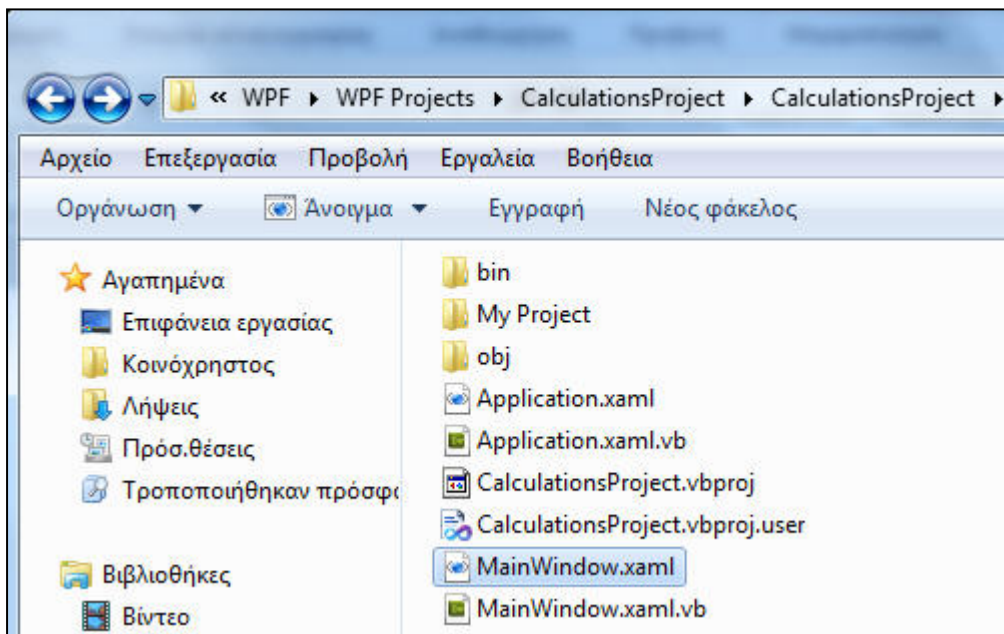 « WPF ▸ WPF Projects ▸ CalculationsProject ▸ CalculationsProject ▸
Αρχείο Επεξεργασία Προβολή Εργαλεία Βοήθεια
Οργάνωση Άνοιγμα Εγγραφή Νέος φάκελος
Αγαπημένα
Επιφάνεια εργασίας
Κοινόχρηστος
Λήψεις
Πρόσ.θέσεις
Τροποποιήθηκαν
Βιβλιοθήκες
Βίντεο
bin
My Project
obj
Application.xaml
Application.xaml.vb
CalculationsProject.vbproj
CalculationsProject.vbproj.user
MainWindow.xaml
MainWindow.xaml.vb